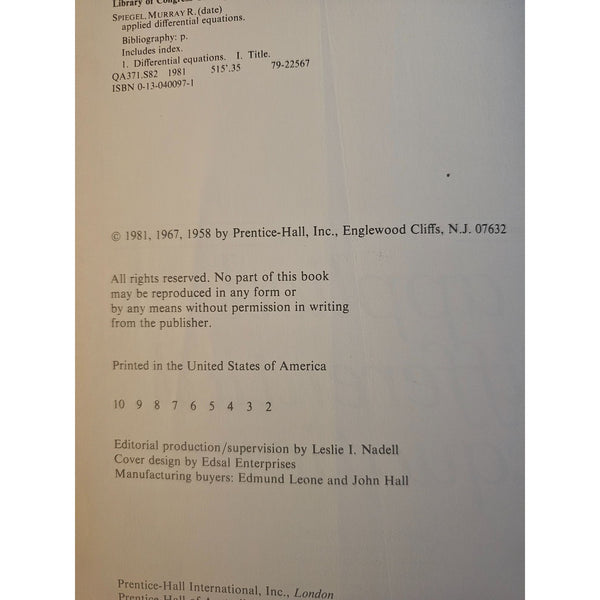 Library of Congress
SPIEGEL, MURRAY R. (date)
applied differential equations.
Bibliography: p.
Includes index.
1. Differential equations. I. Title.
QA371.S82 1981 515'.35 79-22567
ISBN 0-13-040097-1
© 1981, 1967, 1958 by Prentice-Hall, Inc., Englewood Cliffs, N.J. 07632
All rights reserved. No part of this book
may be reproduced in any form or
by any means without permission in writing
from the publisher.
Printed in the United States of America
10 9 8 7 6 5 4 3 2
Editorial production/supervision by Leslie I. Nadell
Cover design by Edsal Enterprises
Manufacturing buyers: Edmund Leone and John Hall
Prentice-Hall International, Inc., London
Prentice-Hall of